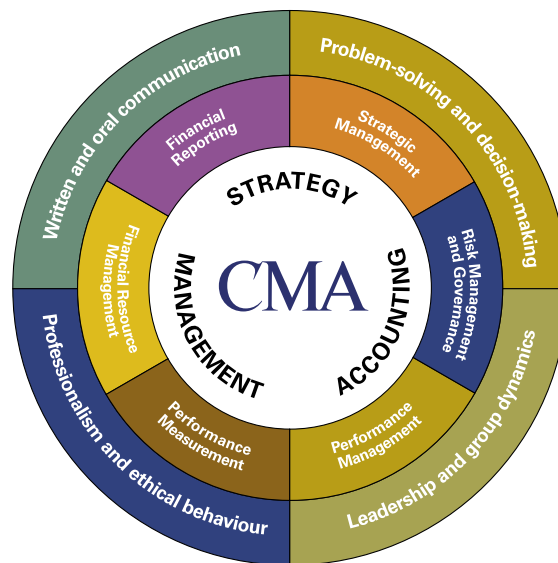 Written and oral communication
Problem-solving and decision-making
Financial
Reporting
Strategic
Management
STRATEGY
Financial Resource
Management
MANAGEMENT
CMA
ACCOUNTING
Risk Management
and Governance
Performance
Measurement
Performance
Management
Professionalism and ethical behaviour
Leadership and group dynamics